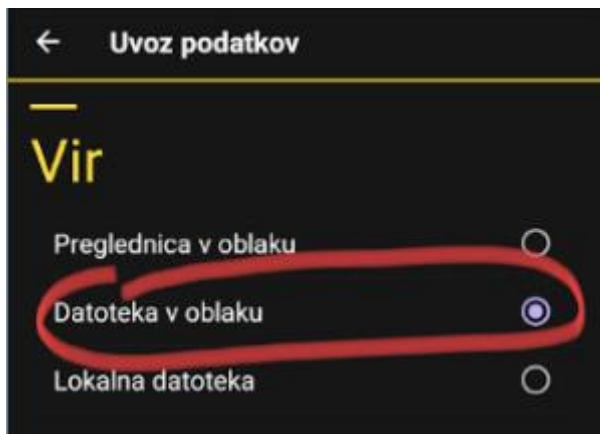 Uvoz podatkov
Vir
Preglednica v oblaku
Datoteka v oblaku
Lokalna datoteka